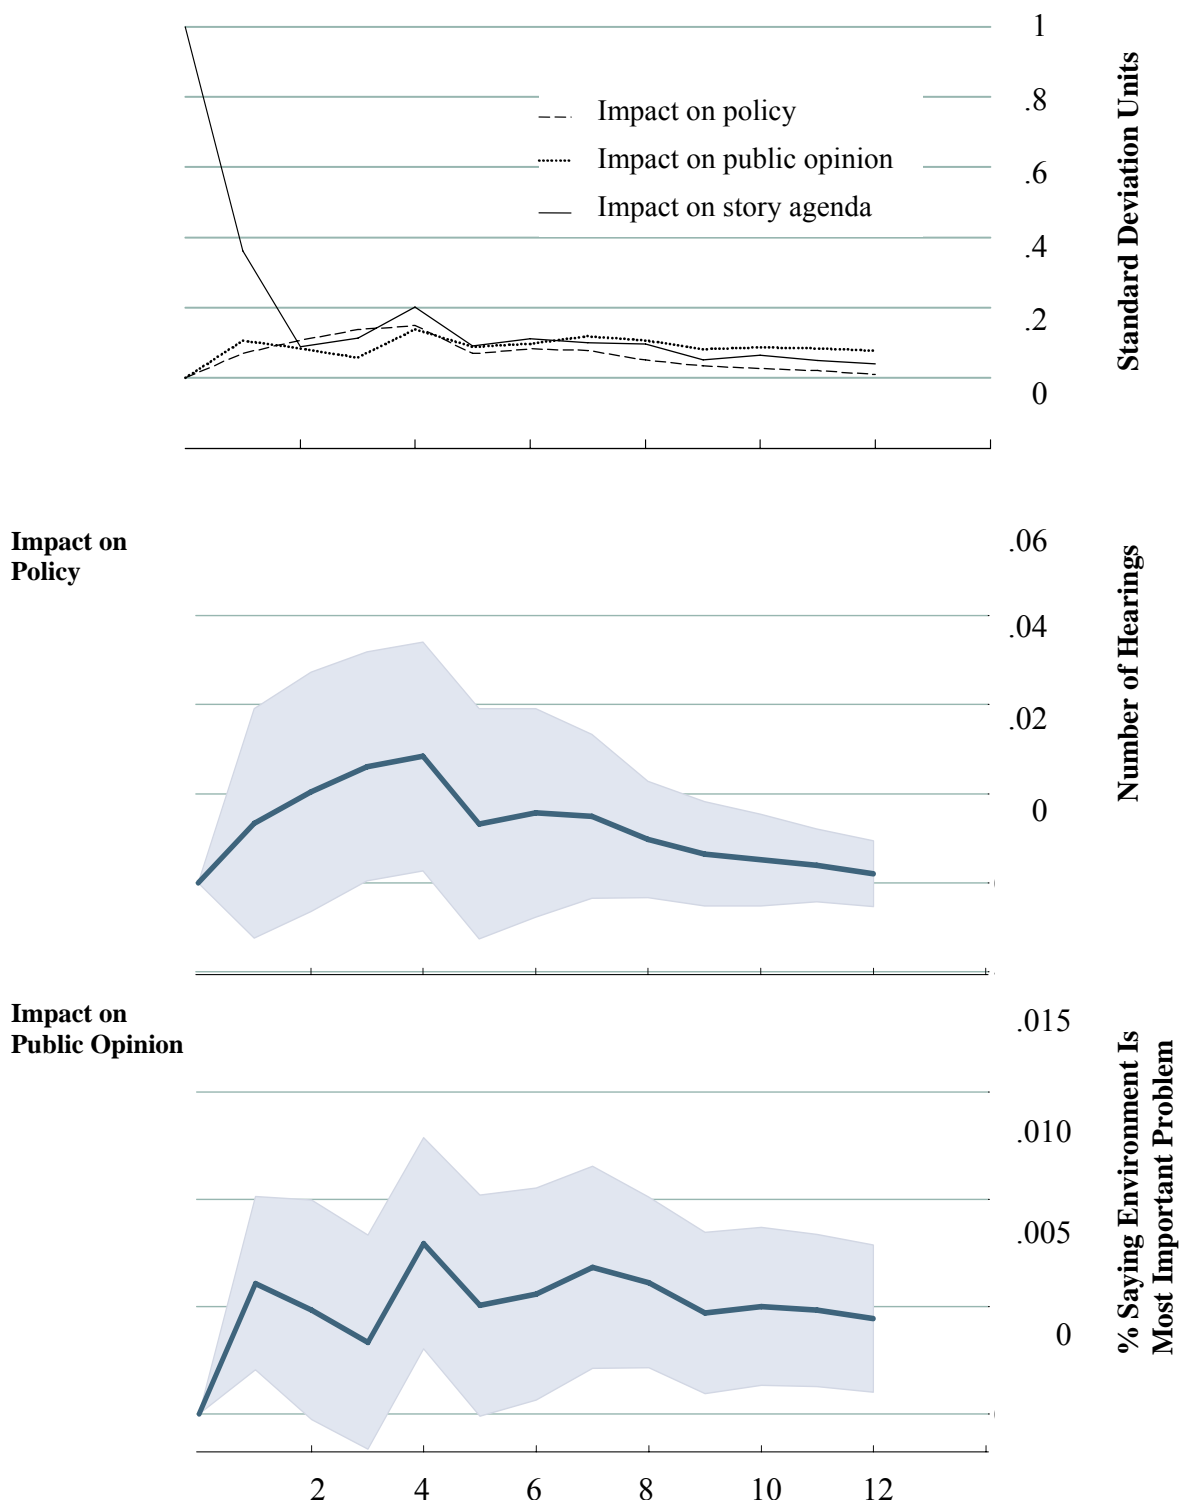 1
.8
.6
.4
.2
0
Standard Deviation Units
Impact on policy
Impact on public opinion
Impact on story agenda
Impact on
Policy
.06
.04
.02
0
Number of Hearings
Impact on
Public Opinion
.015
.010
.005
0
% Saying Environment Is
Most Important Problem
2 4 6 8 10 12